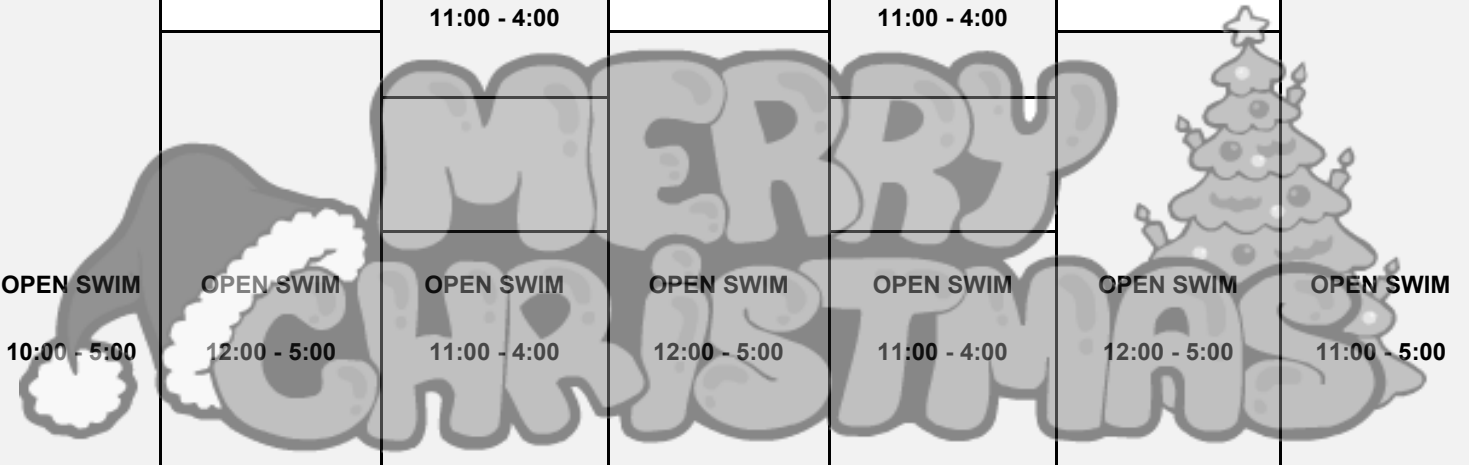 11:00 - 4:00 11:00 - 4:00
MERRY
CHRiSTMAS
OPEN SWIM OPEN SWIM OPEN SWIM OPEN SWIM OPEN SWIM OPEN SWIM OPEN SWIM
10:00 - 5:00 12:00 - 5:00 11:00 - 4:00 12:00 - 5:00 11:00 - 4:00 12:00 - 5:00 11:00 - 5:00